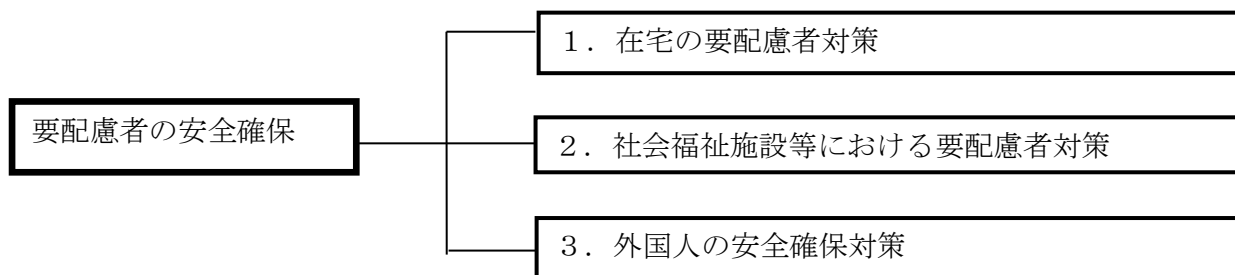 要配慮者の安全確保
１．在宅の要配慮者対策
２．社会福祉施設等における要配慮者対策
３．外国人の安全確保対策